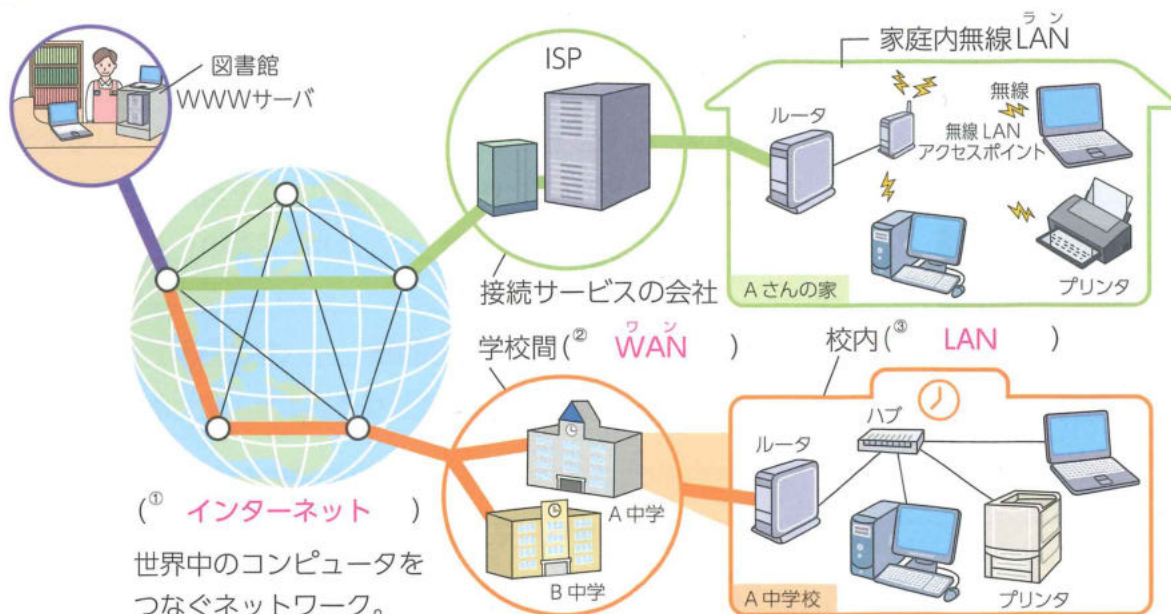 図書館
WWWサーバ
ISP
接続サービスの会社
ラン
家庭内無線LAN
ルータ
無線
無線LAN
アクセスポイント
プリンタ
Aさんの家
(① インターネット )
世界中のコンピュータを
つなぐネットワーク。
ワン
学校間(② WAN )
A中学
B中学
校内(③ LAN )
ハブ
ルータ
プリンタ
A中学校